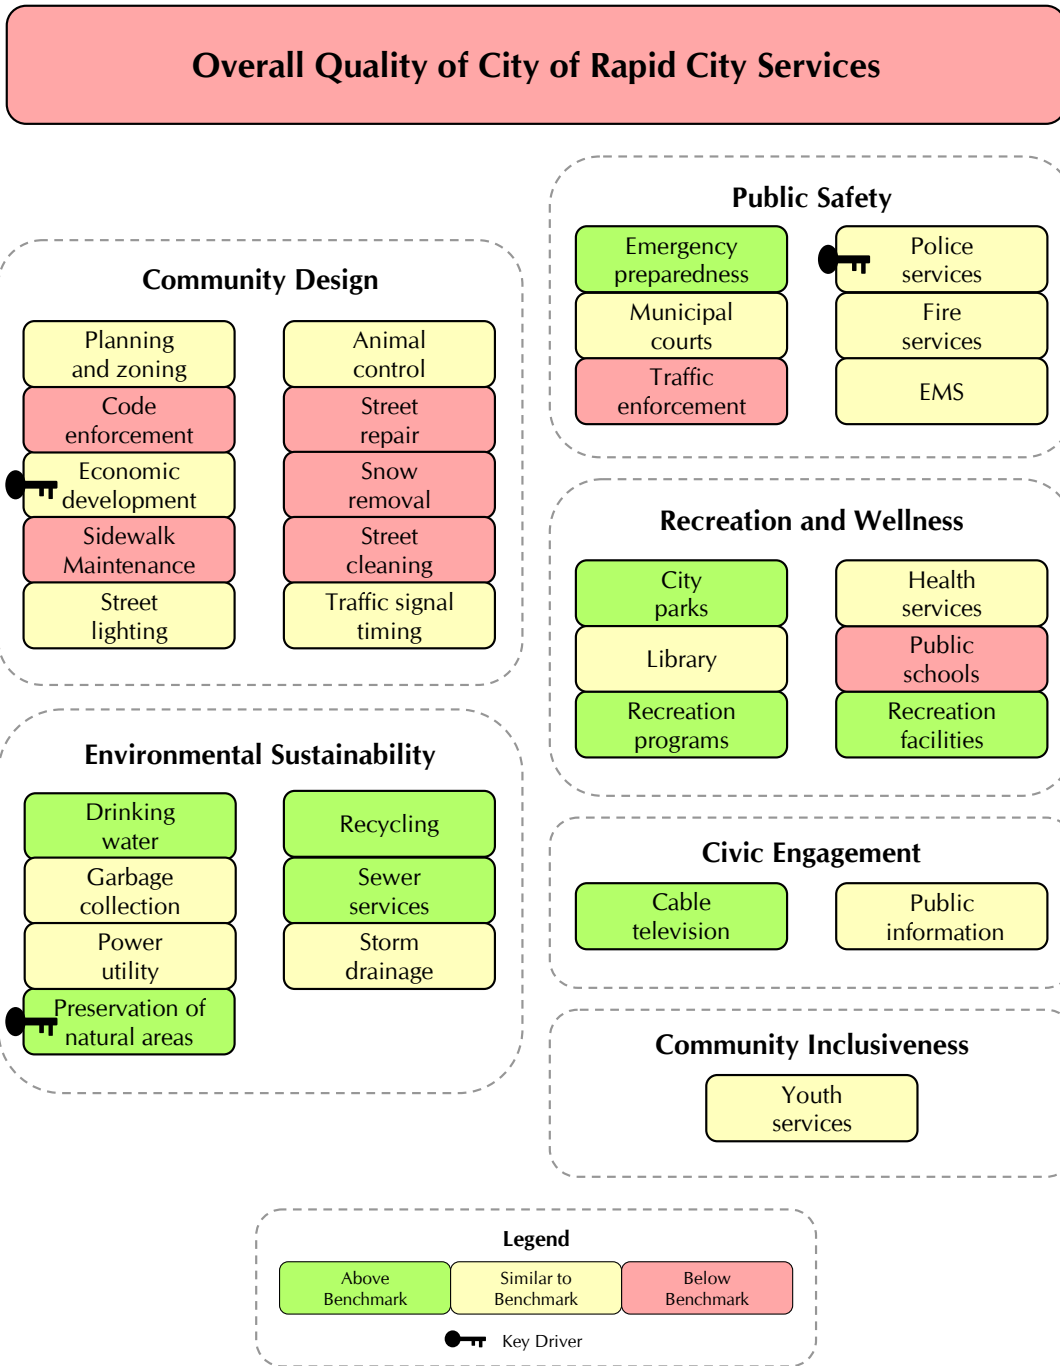 Overall Quality of City of Rapid City Services
Community Design
Planning
and zoning
Code
enforcement
Economic
development
Sidewalk
Maintenance
Street
lighting
Animal
control
Street
repair
Snow
removal
Street
cleaning
Traffic signal
timing
Environmental Sustainability
Drinking
water
Garbage
collection
Power
utility
Preservation of
natural areas
Recycling
Sewer
services
Storm
drainage
Public Safety
Emergency
preparedness
Municipal
courts
Traffic
enforcement
Police
services
Fire
services
EMS
Recreation and Wellness
City
parks
Library
Recreation
programs
Health
services
Public
schools
Recreation
facilities
Civic Engagement
Cable
television
Public
information
Community Inclusiveness
Youth
services
Legend
Above
Benchmark
Similar to
Benchmark
Below
Benchmark
Key Driver